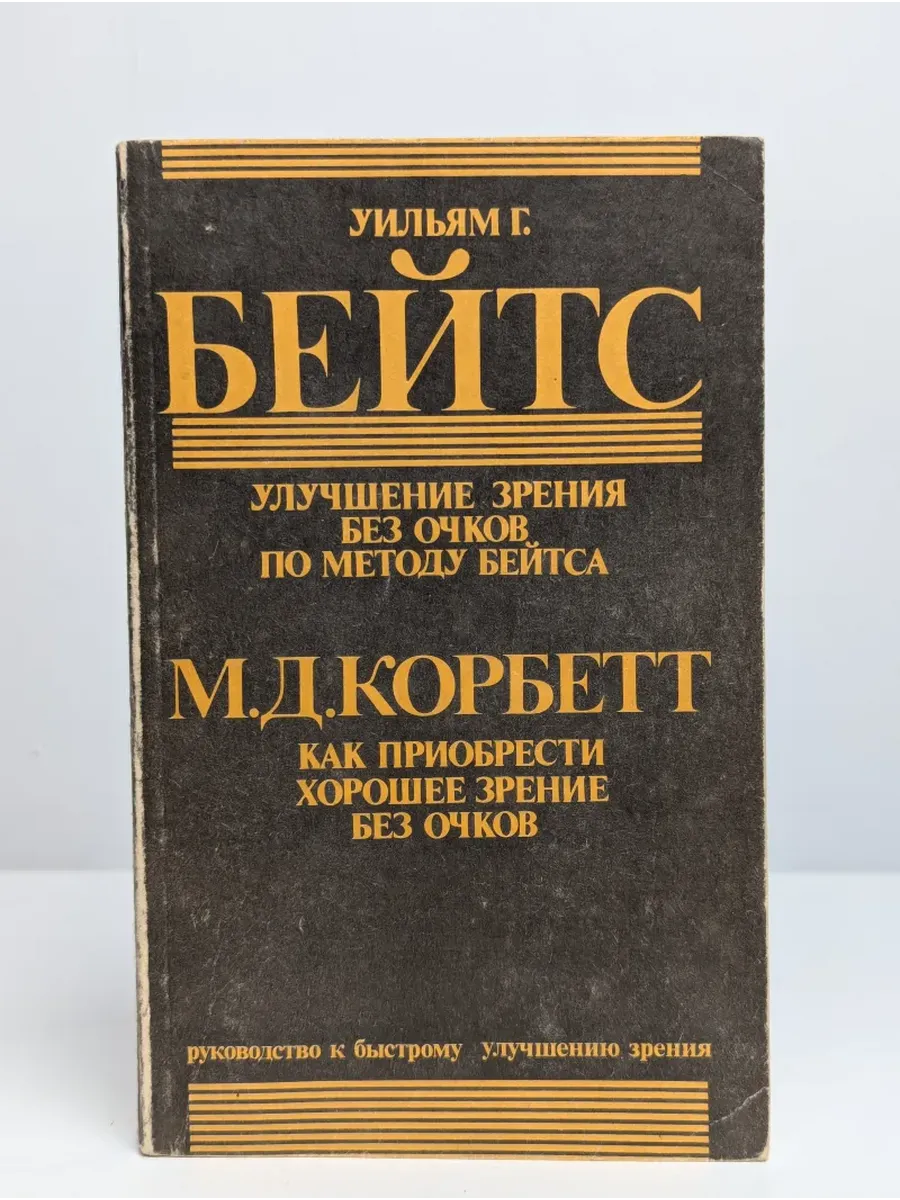 УИЛЬЯМ Г.
БЕЙТС
УЛУЧШЕНИЕ ЗРЕНИЯ
БЕЗ ОЧКОВ
ПО МЕТОДУ БЕЙТСА
М.Д.КОРБЕТТ
КАК ПРИОБРЕСТИ
ХОРОШЕЕ ЗРЕНИЕ
БЕЗ ОЧКОВ
руководство к быстрому улучшению зрения